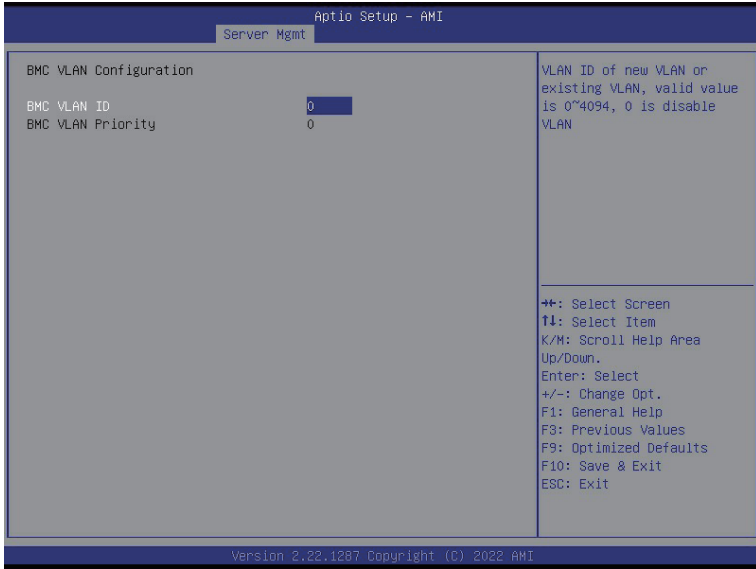 Aptio Setup – AMI
Server Mgmt
BMC VLAN Configuration
BMC VLAN ID 0
BMC VLAN Priority 0
VLAN ID of new VLAN or
existing VLAN, valid value
is 0~4094, 0 is disable
VLAN
→←: Select Screen
↑↓: Select Item
K/M: Scroll Help Area
Up/Down.
Enter: Select
+/-: Change Opt.
F1: General Help
F3: Previous Values
F9: Optimized Defaults
F10: Save & Exit
ESC: Exit
Version 2.22.1287 Copyright (C) 2022 AMI